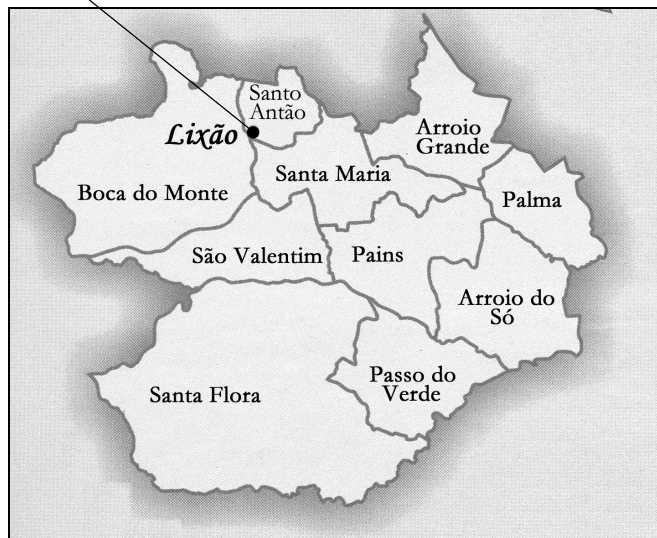 Santo
Antão
Lixão
Arroio
Grande
Santa Maria
Boca do Monte
Palma
São Valentim
Pains
Arroio do
Só
Passo do
Verde
Santa Flora